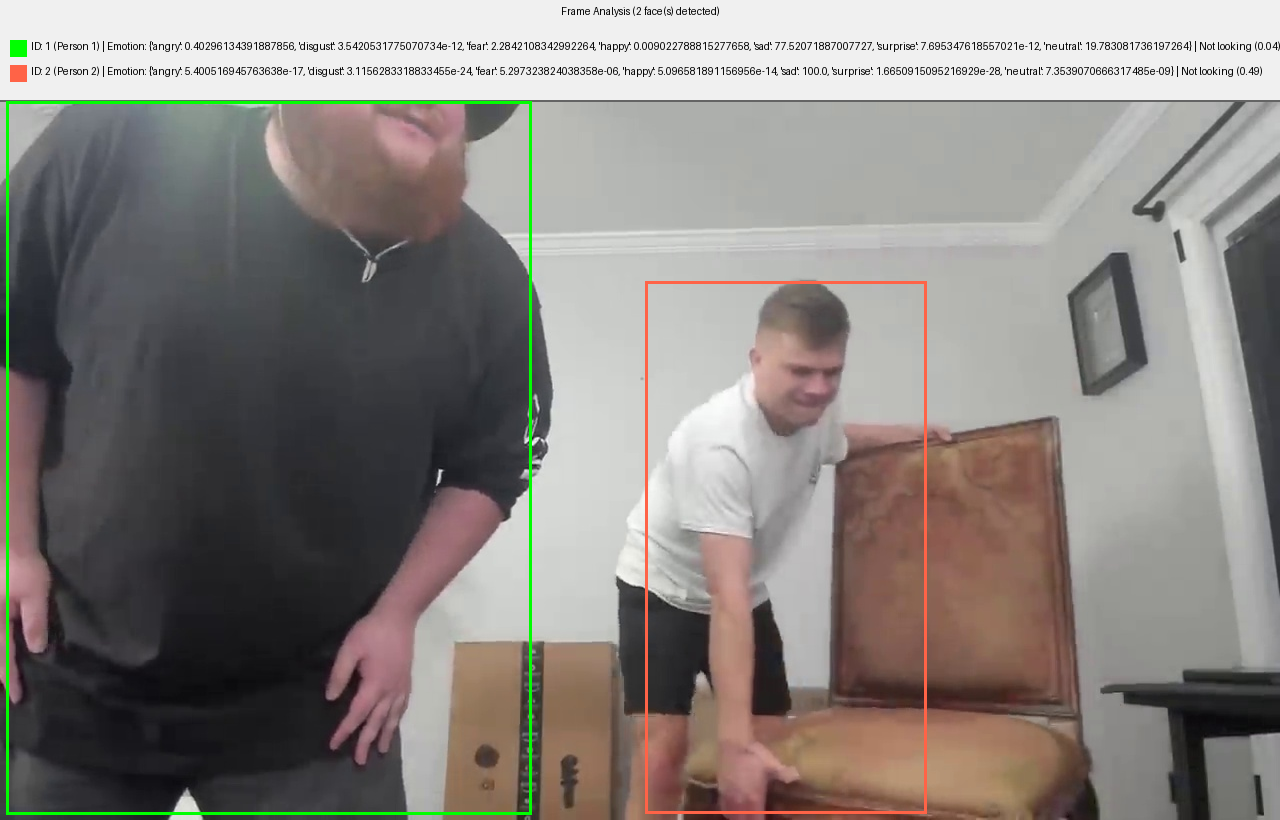 Frame Analysis (2 face(s) detected)
ID: 1 (Person 1) | Emotion: {'angry': 0.40296134391887856, 'disgust': 3.5420531775070734e-12, 'fear': 2.2842108342992264, 'happy': 0.009022788815277658, 'sad': 77.52071887007727, 'surprise': 7.695347618557021e-12, 'neutral': 19.783081736197264} | Not looking (0.04)
ID: 2 (Person 2) | Emotion: {'angry': 5.400516945763638e-17, 'disgust': 3.1156283318833455e-24, 'fear': 5.297323824038358e-06, 'happy': 5.096581891156956e-14, 'sad': 100.0, 'surprise': 1.6650915095216929e-28, 'neutral': 7.3539070666317485e-09} | Not looking (0.49)